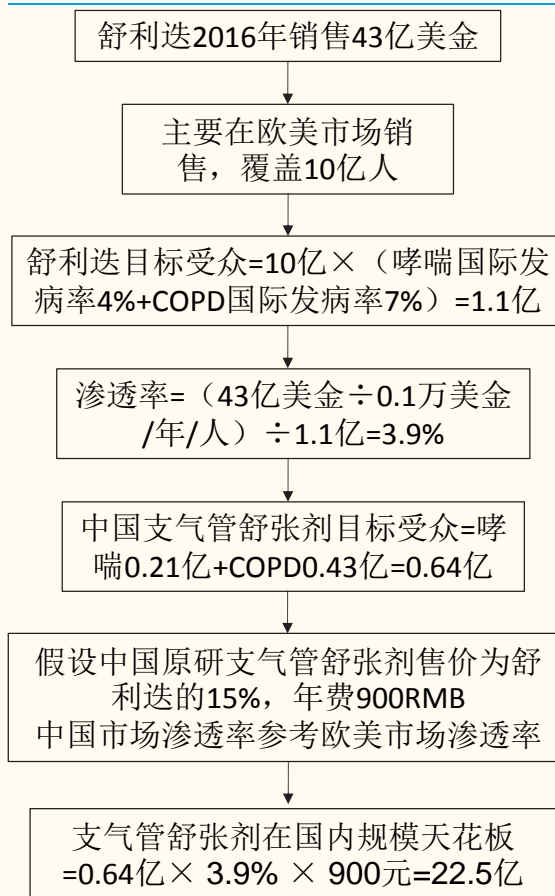 舒利迭2016年销售43亿美金
主要在欧美市场销
售，覆盖10亿人
舒利迭目标受众=10亿×（哮喘国际发
病率4%+COPD国际发病率7%）=1.1亿
渗透率=（43亿美金÷0.1万美金
/年/人）÷1.1亿=3.9%
中国支气管舒张剂目标受众=哮
喘0.21亿+COPD0.43亿=0.64亿
假设中国原研支气管舒张剂售价为舒
利迭的15%，年费900RMB
中国市场渗透率参考欧美市场渗透率
支气管舒张剂在国内规模天花板
=0.64亿× 3.9% × 900元=22.5亿